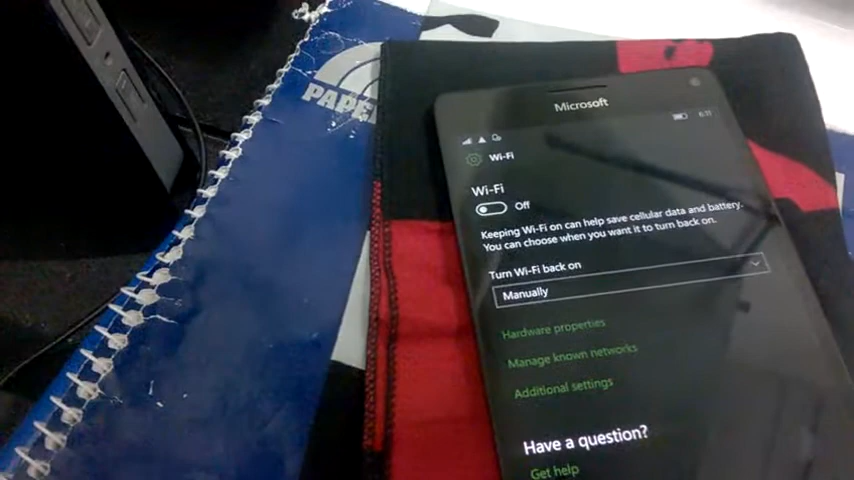 PAPER
Microsoft
6:11
Wi-Fi
Wi-Fi
Off
Keeping Wi-Fi on can help save cellular data and battery.
You can choose when you want it to turn back on.
Turn Wi-Fi back on
Manually
Hardware properties
Manage known networks
Additional settings
Have a question?
Get help